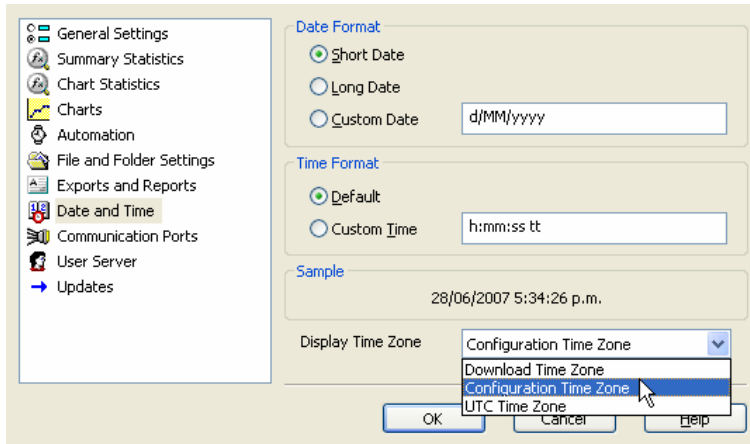 General Settings
Summary Statistics
Chart Statistics
Charts
Automation
File and Folder Settings
Exports and Reports
Date and Time
Communication Ports
User Server
Updates
Date Format
Short Date
Long Date
Custom Date
d/MM/yyyy
Time Format
Default
Custom Time
h:mm:ss tt
Sample
28/06/2007 5:34:26 p.m.
Display Time Zone
Configuration Time Zone
Download Time Zone
Configuration Time Zone
UTC Time Zone
OK
Cancel
Help